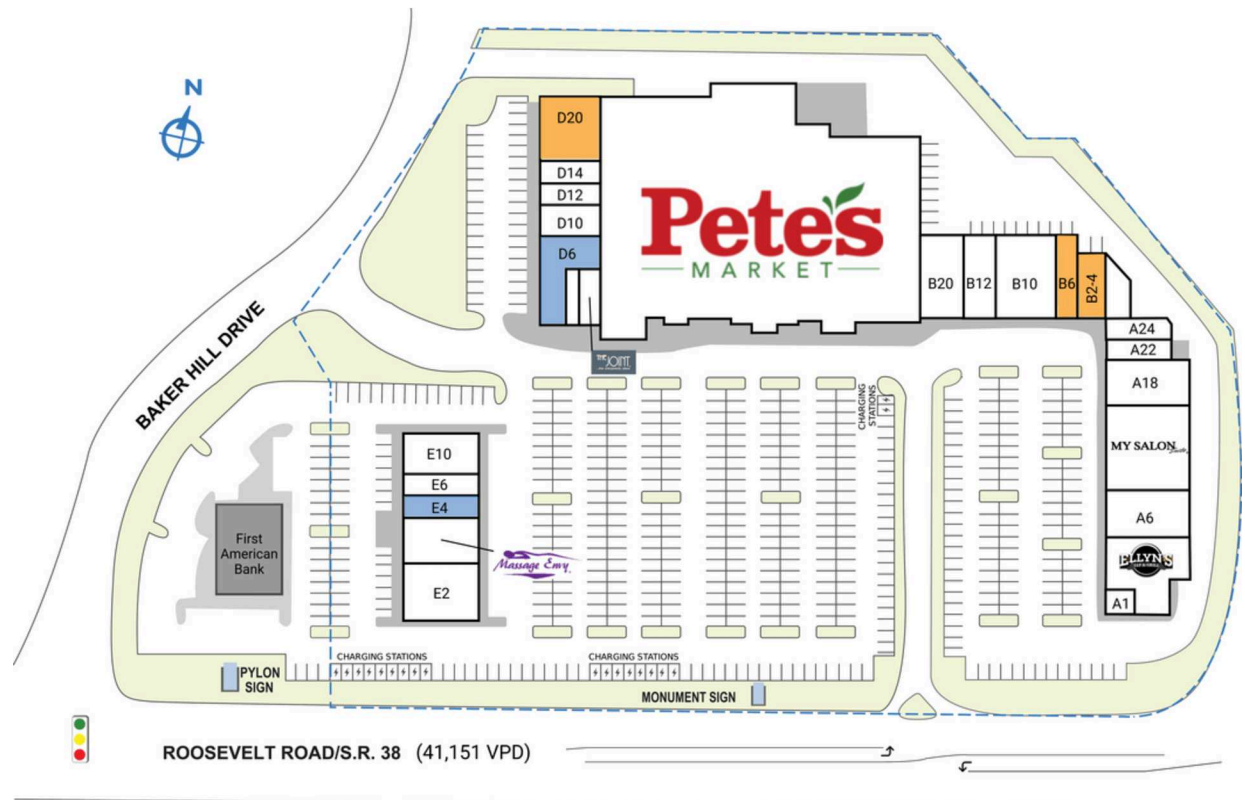 N
BAKER HILL DRIVE
D20
D14
D12
D10
D6
Pete's
MARKET
THE
JOINT
B20
B12
B10
B6
B2-4
A24
A22
A18
MY SALON
A6
ELLYN'S
A1
CHARGING
STATIONS
E10
E6
E4
Massage Envy
E2
First
American
Bank
PYLON
SIGN
CHARGING STATIONS
CHARGING STATIONS
MONUMENT SIGN
ROOSEVELT ROAD/S.R. 38 (41,151 VPD)